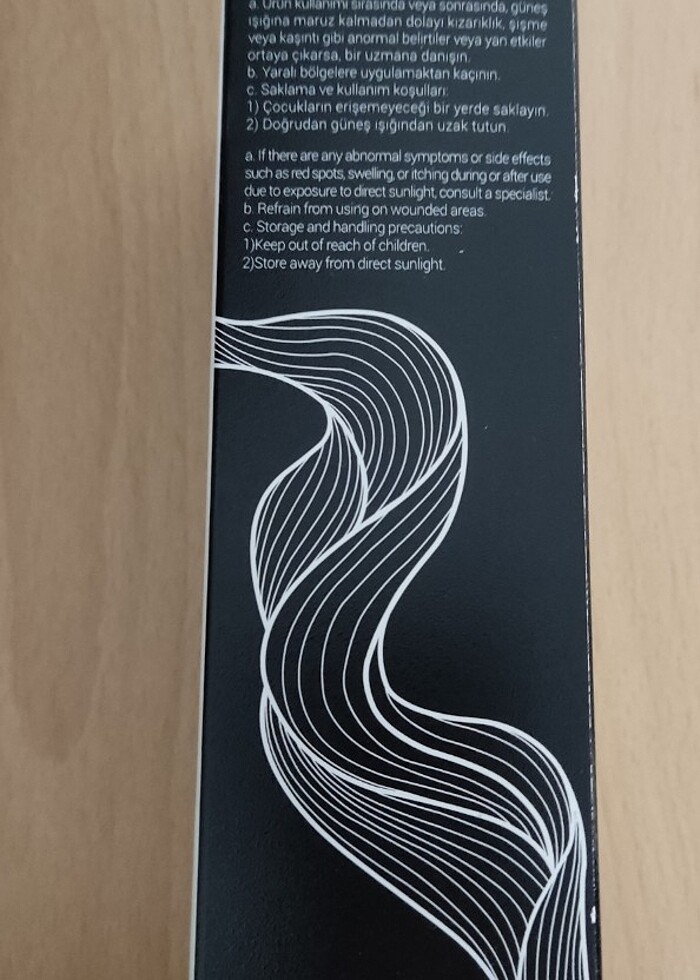 a. Ürün kullanımı sırasında veya sonrasında, güneş
ışığına maruz kalmadan dolayı kızarıklık, şişme
veya kaşıntı gibi anormal belirtiler veya yan etkiler
ortaya çıkarsa, bir uzmana danışın.
b. Yaralı bölgelere uygulamaktan kaçının.
c. Saklama ve kullanım koşulları:
1) Çocukların erişemeyeceği bir yerde saklayın.
2) Doğrudan güneş ışığından uzak tutun.
a. If there are any abnormal symptoms or side effects
such as red spots, swelling, or itching during or after use
due to exposure to direct sunlight, consult a specialist.
b. Refrain from using on wounded areas.
c. Storage and handling precautions:
1)Keep out of reach of children.
2)Store away from direct sunlight.